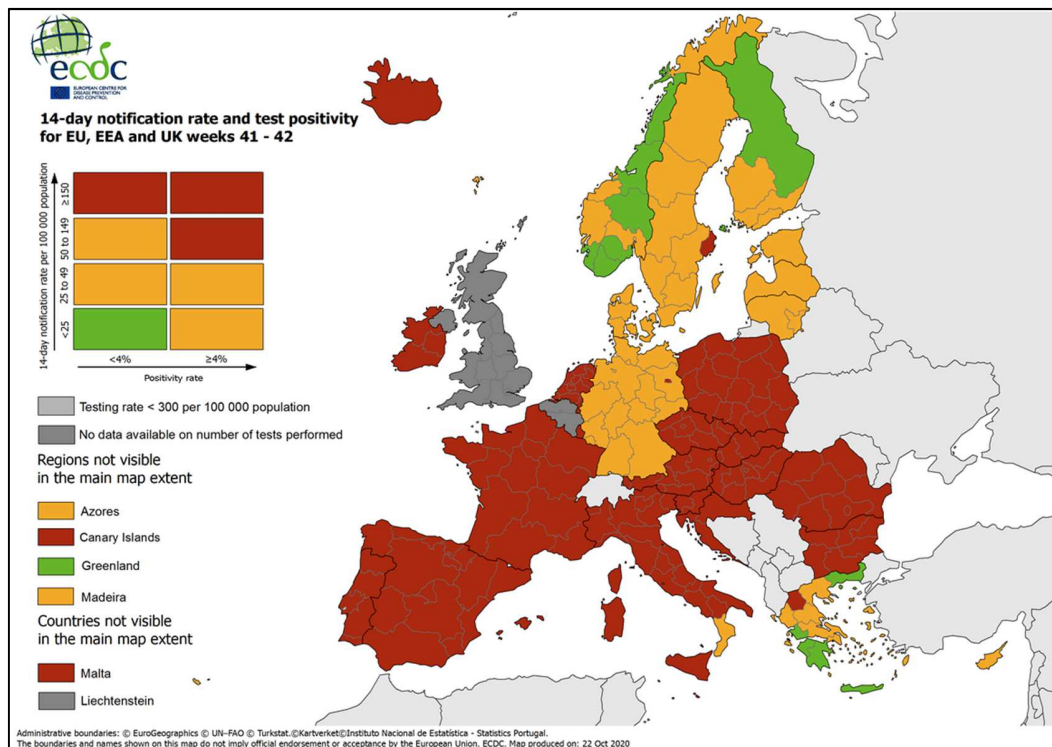 ecdc
EUROPEAN CENTRE FOR
DISEASE PREVENTION
AND CONTROL
14-day notification rate and test positivity
for EU, EEA and UK weeks 41 - 42
14-day notification rate per 100 000 population
≥150
50 to 149
25 to 49
<25
<4%
≥4%
Positivity rate
Testing rate < 300 per 100 000 population
No data available on number of tests performed
Regions not visible
in the main map extent
Azores
Canary Islands
Greenland
Madeira
Countries not visible
in the main map extent
Malta
Liechtenstein
Administrative boundaries: © EuroGeographics © UN–FAO © Turkstat.©Kartverket©Instituto Nacional de Estatística - Statistics Portugal.
The boundaries and names shown on this map do not imply official endorsement or acceptance by the European Union. ECDC. Map produced on: 22 Oct 2020